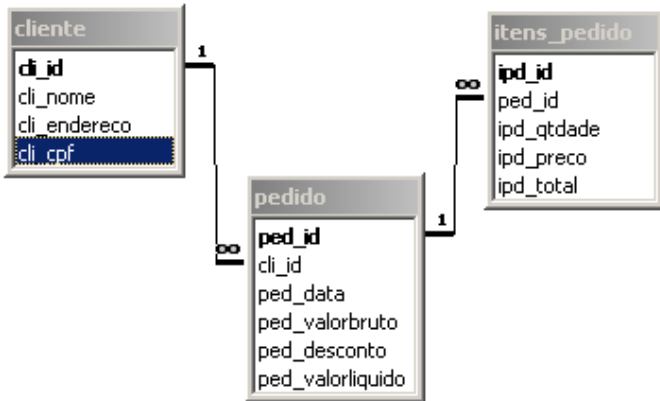 cliente
cli_id
cli_nome
cli_endereco
cli_cpf
1
∞
pedido
ped_id
cli_id
ped_data
ped_valorbruto
ped_desconto
ped_valorliquido
1
∞
itens_pedido
ipd_id
ped_id
ipd_qtdade
ipd_preco
ipd_total